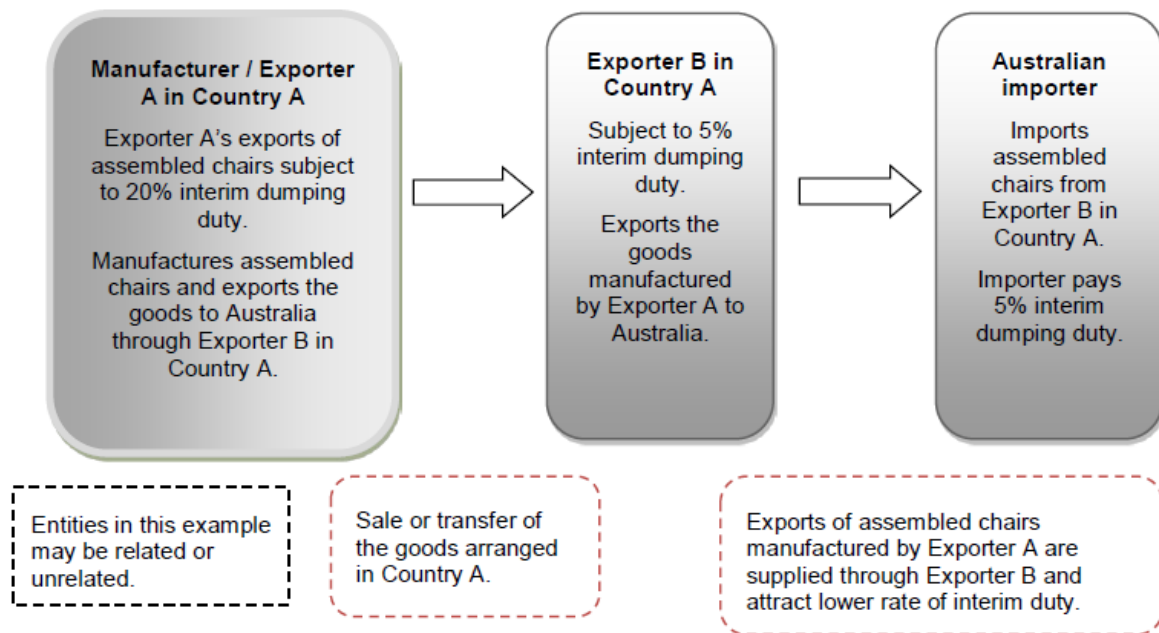 Manufacturer / Exporter
A in Country A
Exporter A’s exports of
assembled chairs subject
to 20% interim dumping
duty.
Manufactures assembled
chairs and exports the
goods to Australia
through Exporter B in
Country A.
Exporter B in
Country A
Subject to 5%
interim dumping
duty.
Exports the
goods
manufactured
by Exporter A to
Australia.
Australian
importer
Imports
assembled
chairs from
Exporter B in
Country A.
Importer pays
5% interim
dumping duty.
Entities in this example
may be related or
unrelated.
Sale or transfer of
the goods arranged
in Country A.
Exports of assembled chairs
manufactured by Exporter A are
supplied through Exporter B and
attract lower rate of interim duty.